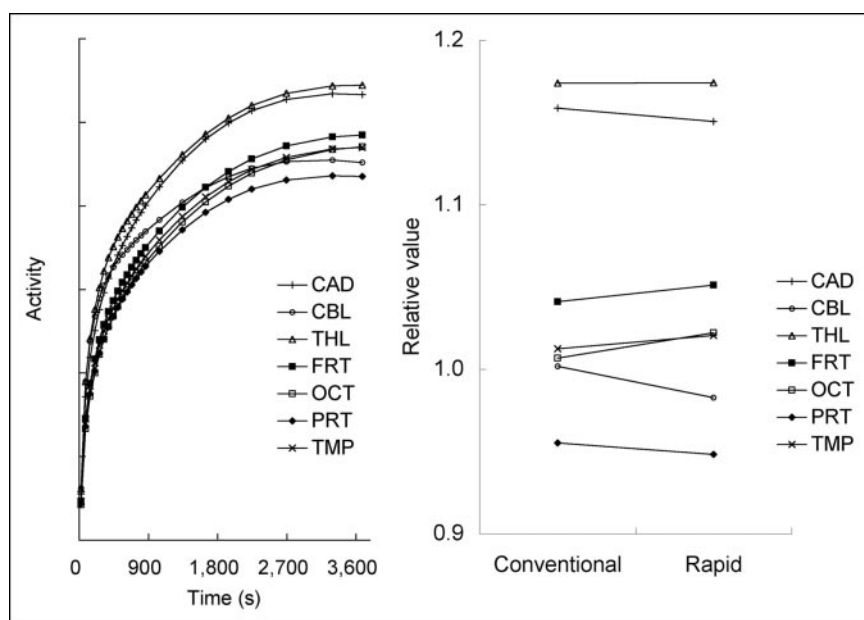 Activity
CAD
CBL
THL
FRT
OCT
PRT
TMP
0 900 1,800 2,700 3,600
Time (s)
1.2
1.1
1.0
0.9
Relative value
CAD
CBL
THL
FRT
OCT
PRT
TMP
Conventional Rapid